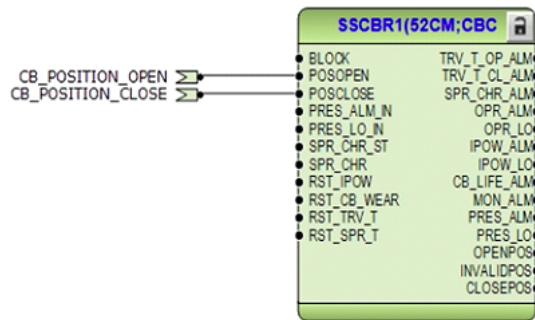 SSCBR1(52CM;CBC
CB_POSITION_OPEN
CB_POSITION_CLOSE
BLOCK TRV_T_OP_ALM
POSOPEN TRV_T_CL_ALM
POSCLOSE SPR_CHR_ALM
PRES_ALM_IN OPR_ALM
PRES_LO_IN OPR_LO
SPR_CHR_ST IPOW_ALM
SPR_CHR IPOW_LO
RST_IPOW CB_LIFE_ALM
RST_CB_WEAR MON_ALM
RST_TRV_T PRES_ALM
RST_SPR_T PRES_LO
OPENPOS
INVALIDPOS
CLOSEPOS